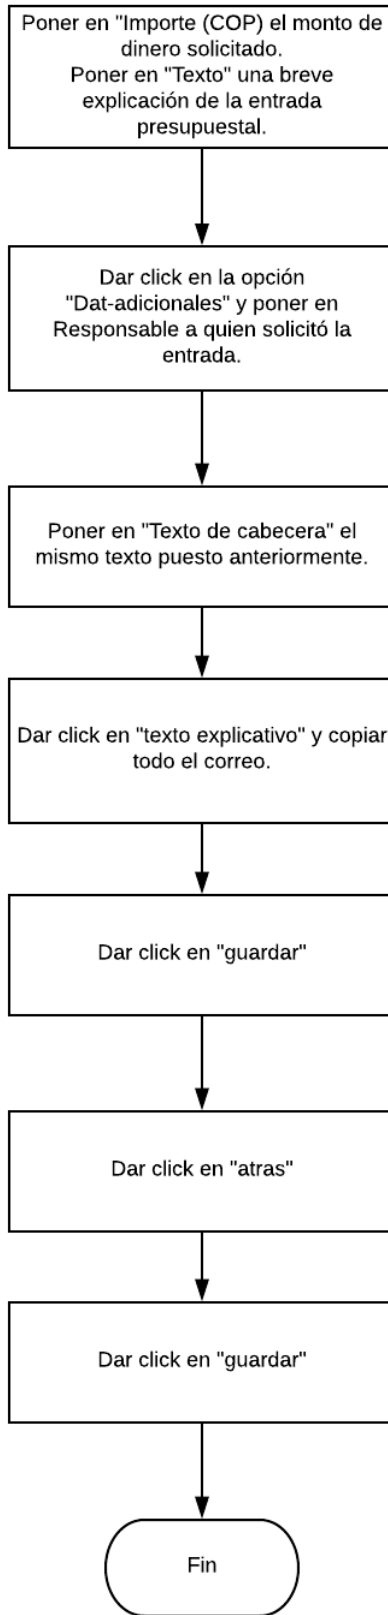 Poner en "Importe (COP) el monto de
dinero solicitado.
Poner en "Texto" una breve
explicación de la entrada
presupuestal.
Dar click en la opción
"Dat-adicionales" y poner en
Responsable a quien solicitó la
entrada.
Poner en "Texto de cabecera" el
mismo texto puesto anteriormente.
Dar click en "texto explicativo" y copiar
todo el correo.
Dar click en "guardar"
Dar click en "atras"
Dar click en "guardar"
Fin